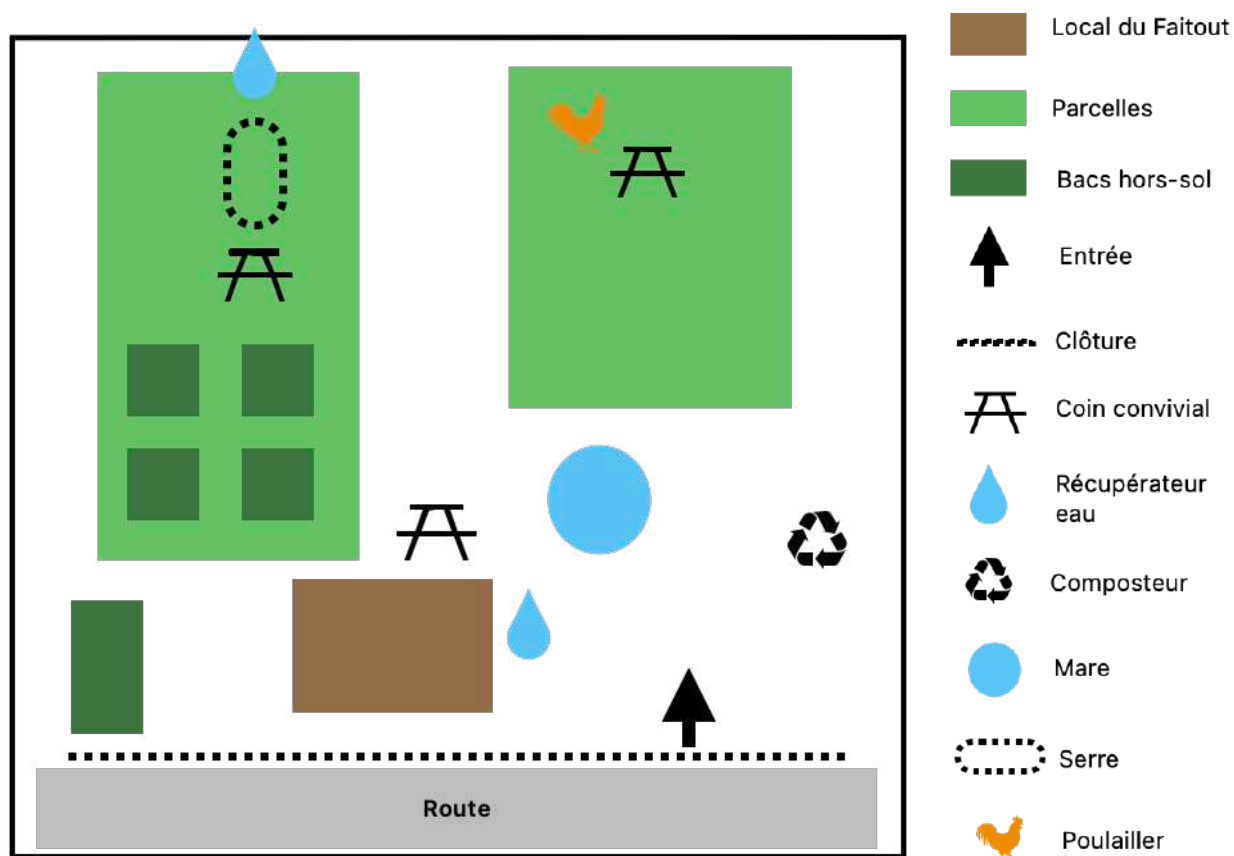 Local du Faitout
Parcelles
Bacs hors-sol
Entrée
Clôture
Coin convivial
Récupérateur
eau
Composteur
Mare
Serre
Poulailler
Route